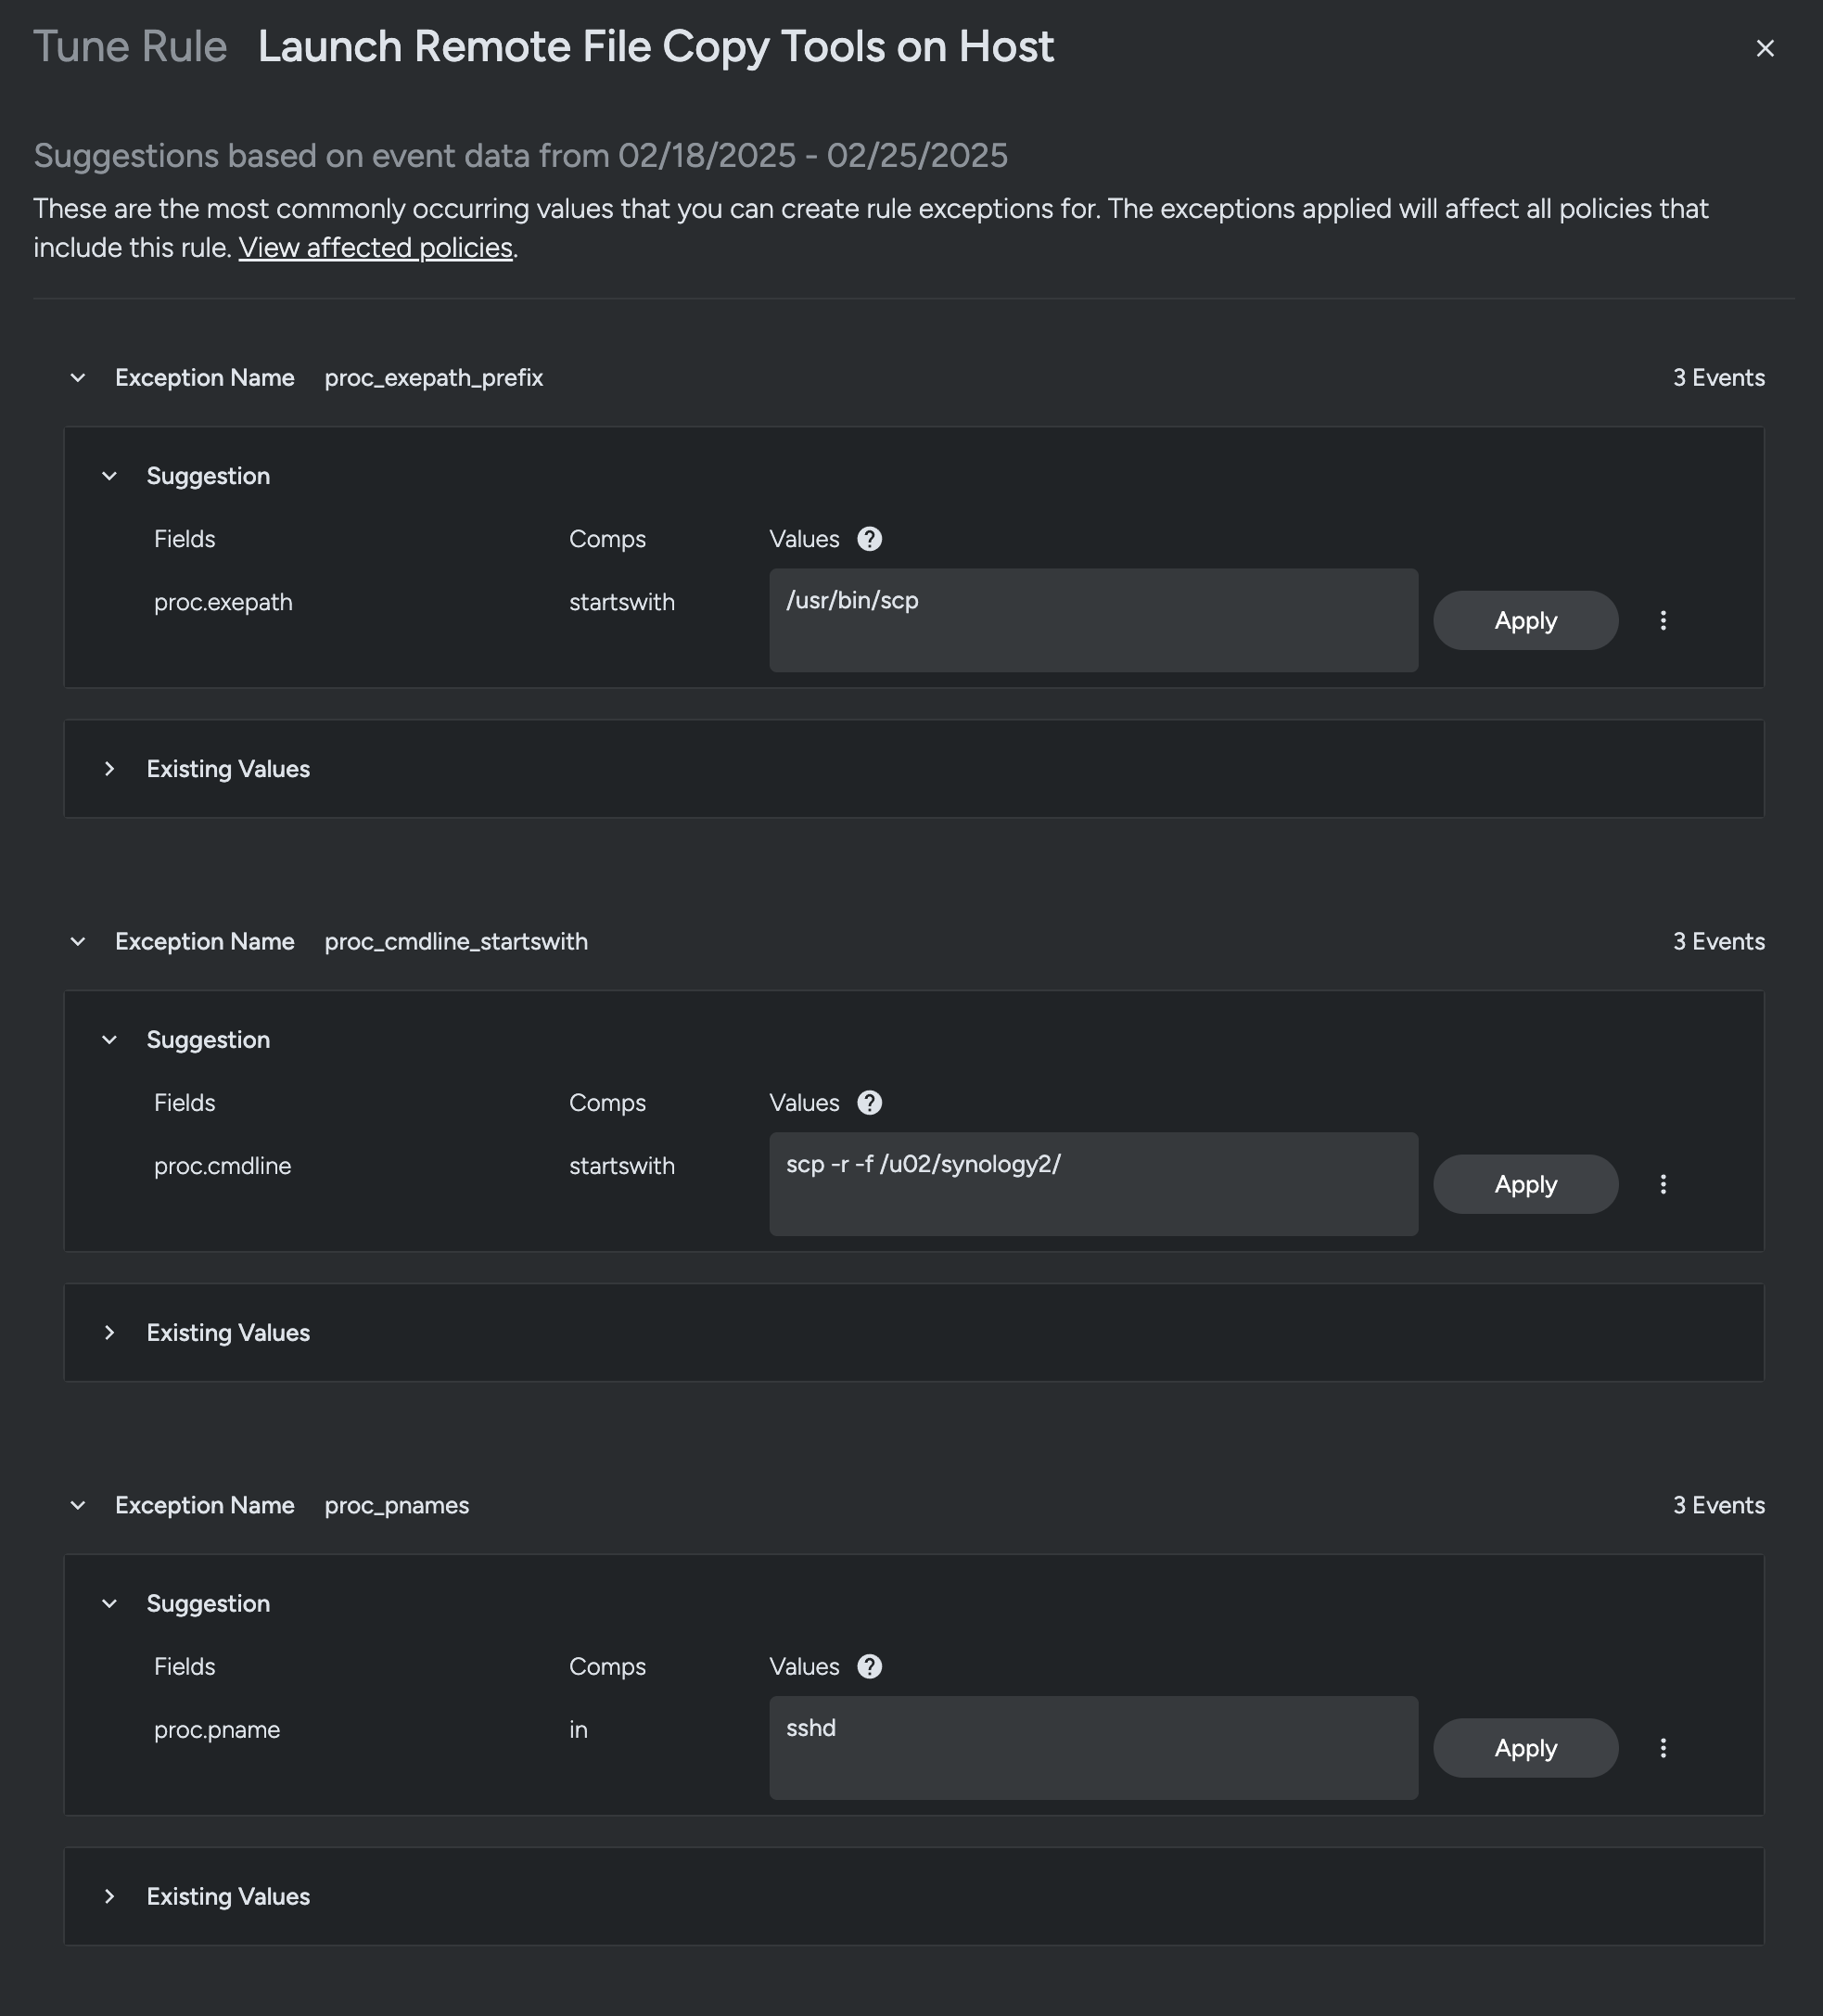 Tune Rule Launch Remote File Copy Tools on Host
Suggestions based on event data from 02/18/2025 - 02/25/2025
These are the most commonly occurring values that you can create rule exceptions for. The exceptions applied will affect all policies that
include this rule. View affected policies.
Exception Name proc_exepath_prefix 3 Events
Suggestion
Fields Comps Values ?
proc.exepath startswith /usr/bin/scp Apply
Existing Values
Exception Name proc_cmdline_startswith 3 Events
Suggestion
Fields Comps Values ?
proc.cmdline startswith scp -r -f /u02/synology2/ Apply
Existing Values
Exception Name proc_pnames 3 Events
Suggestion
Fields Comps Values ?
proc.pname in sshd Apply
Existing Values